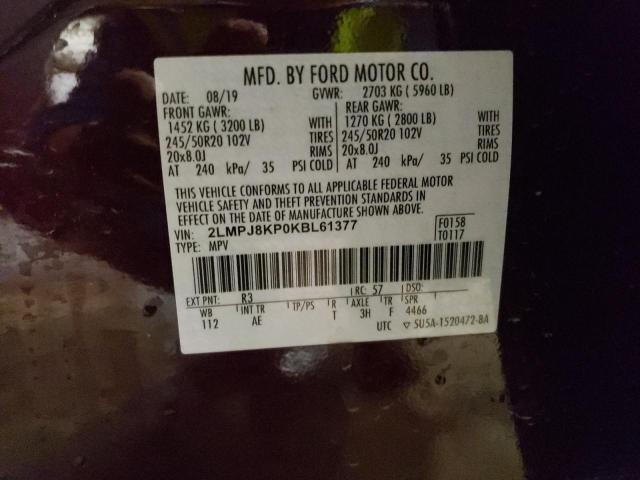 MFD. BY FORD MOTOR CO.
DATE: 08/19 GVWR: 2703 KG ( 5960 LB)
FRONT GAWR: REAR GAWR:
1452 KG ( 3200 LB) WITH 1270 KG ( 2800 LB) WITH
245/50R20 102V TIRES 245/50R20 102V TIRES
20x8.0J RIMS 20x8.0J RIMS
AT 240 kPa/ 35 PSI COLD AT 240 kPa/ 35 PSI COLD
THIS VEHICLE CONFORMS TO ALL APPLICABLE FEDERAL MOTOR
VEHICLE SAFETY AND THEFT PREVENTION STANDARDS IN
EFFECT ON THE DATE OF MANUFACTURE SHOWN ABOVE.
VIN: 2LMPJ8KP0KBL61377 F0158
TYPE: MPV T0117
EXT PNT: R3 RC: 57 DSO:
WB INT TR TP/PS R AXLE TR SPR
112 AE T 3H F 4466
UTC ▽ SU5A-1520472-BA